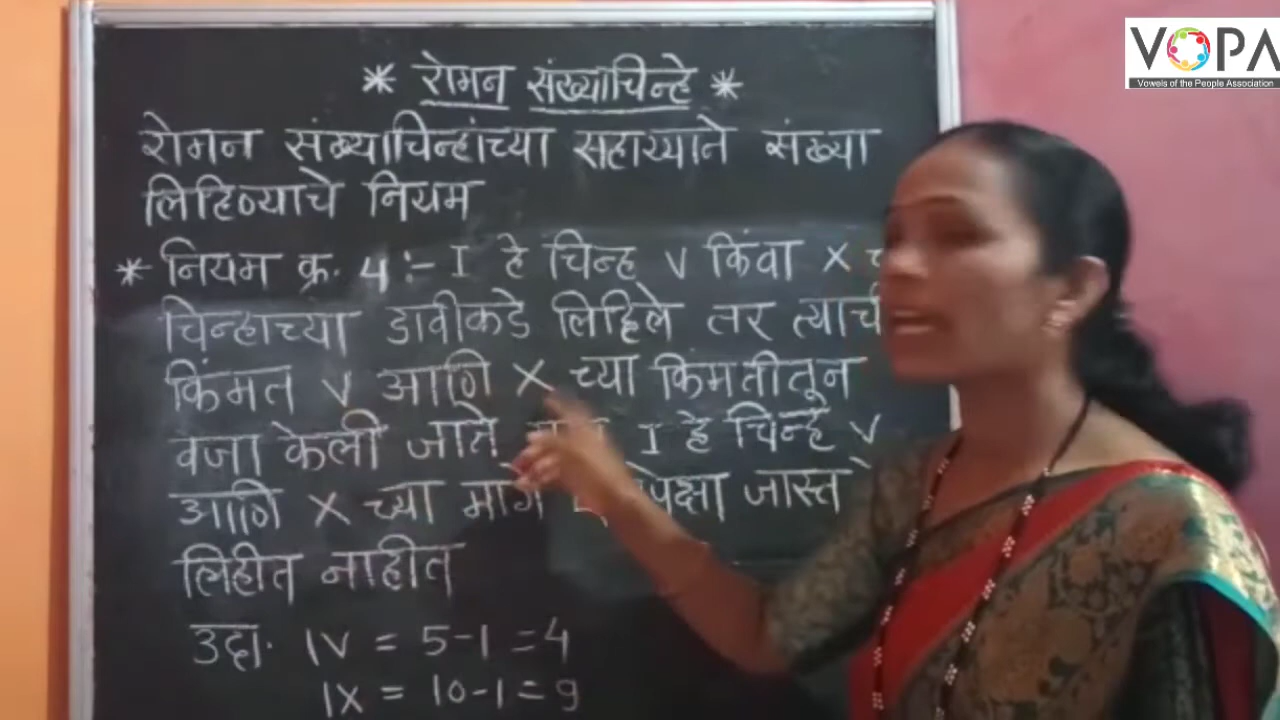 VOPA
Vowels of the People Association
* रोमन संख्याचिन्हे *
रोमन संख्याचिन्हांच्या सहाय्याने संख्या
लिहिण्याचे नियम
* नियम क्र. 4 :- I हे चिन्ह V किंवा X
चिन्हाच्या डावीकडे लिहिले तर त्याची
किंमत V आणि X च्या किंमतीतून
वजा केली जाते I हे चिन्ह V
आणि X च्या मागे जास्त
लिहीत नाहीत
उदा. IV = 5-1 = 4
IX = 10-1 = 9